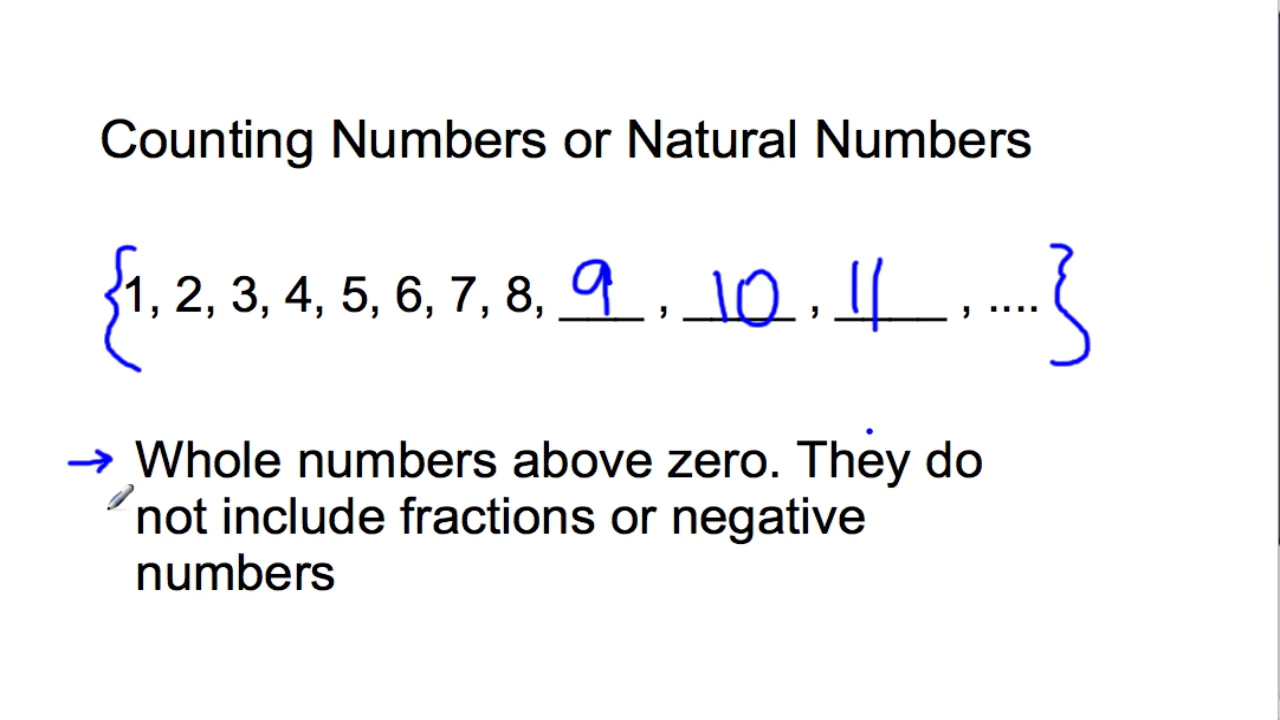 Counting Numbers or Natural Numbers
{1, 2, 3, 4, 5, 6, 7, 8, 9, 10, 11, ....}
→ Whole numbers above zero. They do
not include fractions or negative
numbers